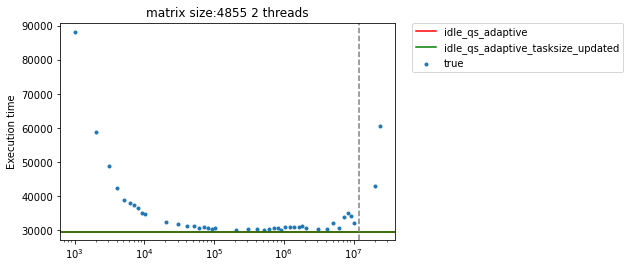 matrix size:4855 2 threads
idle_qs_adaptive
idle_qs_adaptive_tasksize_updated
true
Execution time
90000
80000
70000
60000
50000
40000
30000
10³
10⁴
10⁵
10⁶
10⁷